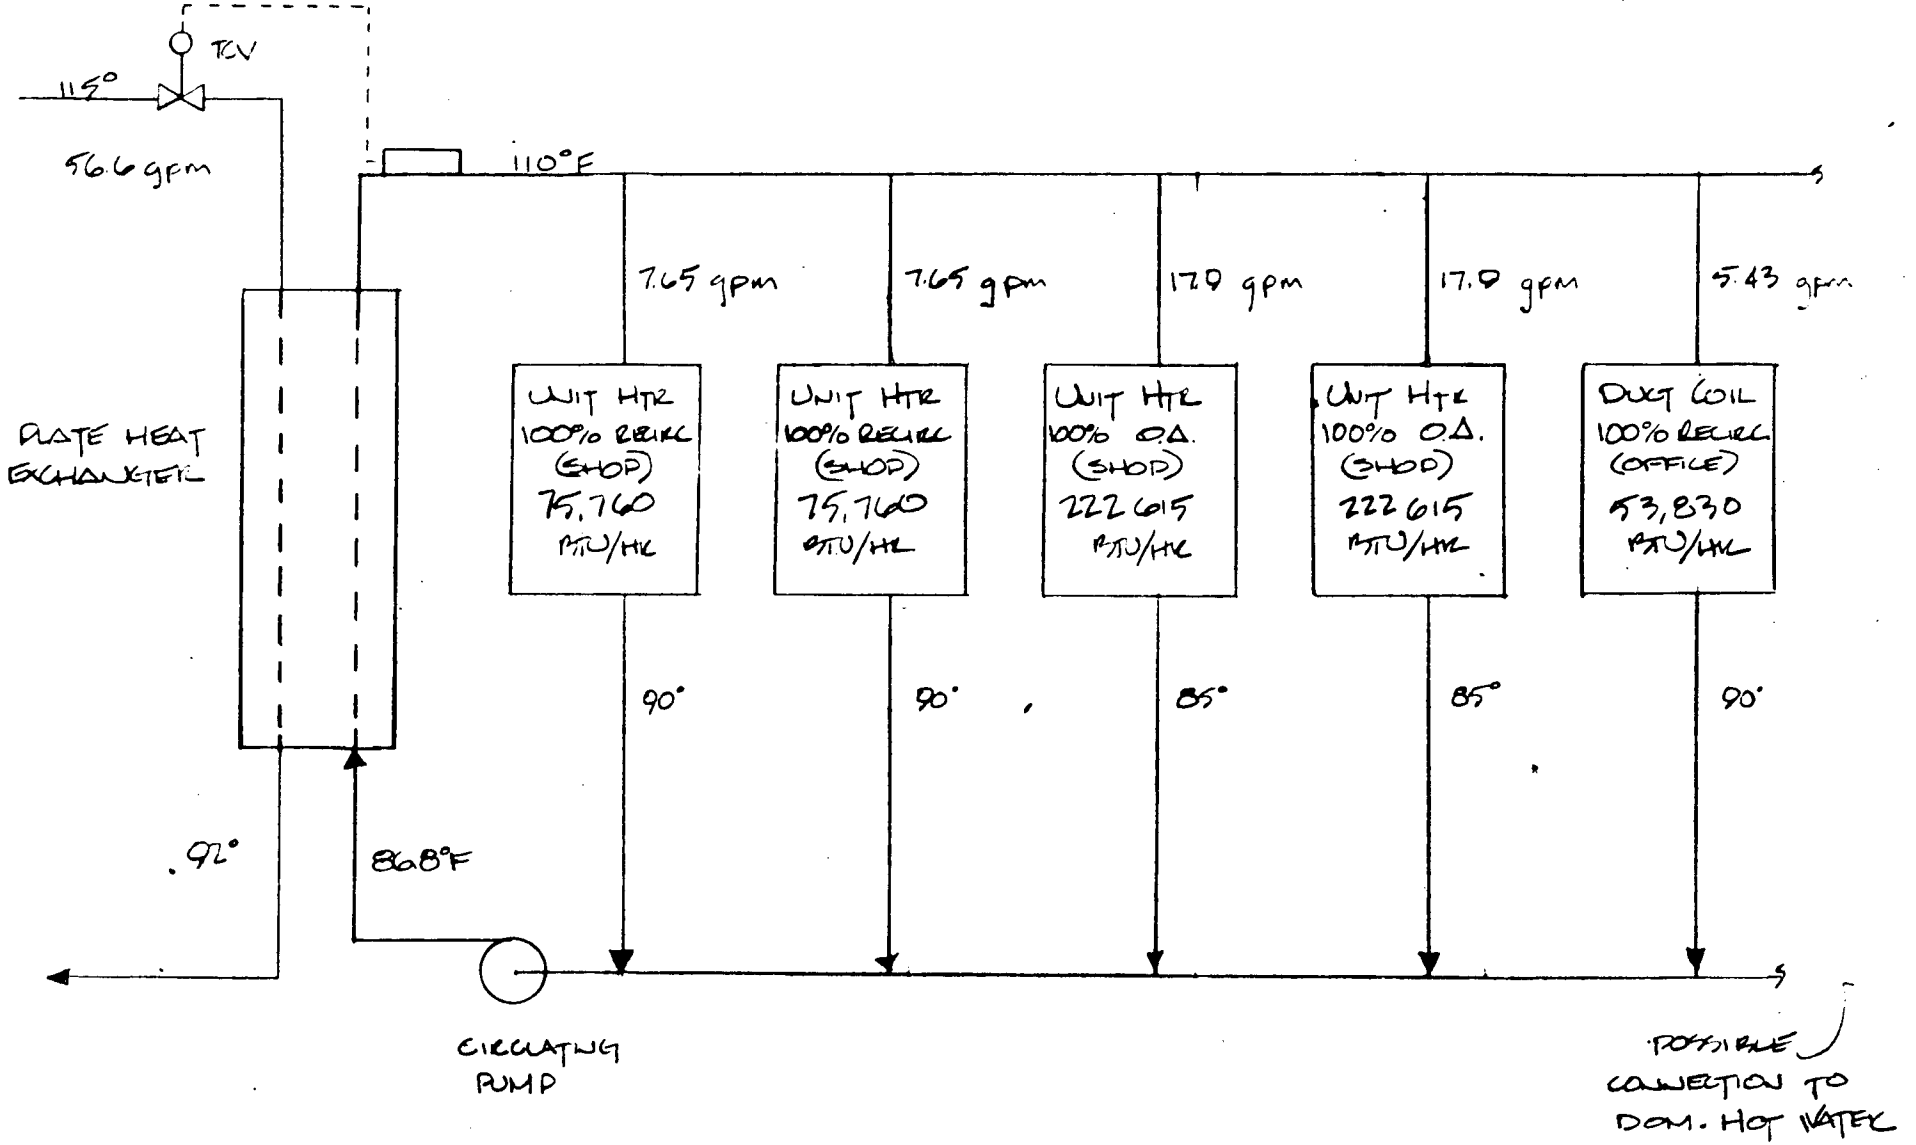 TCV
115°
56.6 gpm
110°F
7.65 gpm
7.65 gpm
17.8 gpm
17.8 gpm
5.43 gpm
PLATE HEAT
EXCHANGER
UNIT HTR
100% RECIRC
(SHOP)
75,760
BTU/HR
UNIT HTR
100% RECIRC
(SHOP)
75,760
BTU/HR
UNIT HTR
100% O.A.
(SHOP)
222 615
BTU/HR
UNIT HTR
100% O.A.
(SHOP)
222 615
BTU/HR
DUCT COIL
100% RECIRC
(OFFICE)
53,830
BTU/HR
90°
90°
85°
85°
90°
92°
86.8°F
CIRCULATING
PUMP
POSSIBLE
CONNECTION TO
DOM. HOT WATER